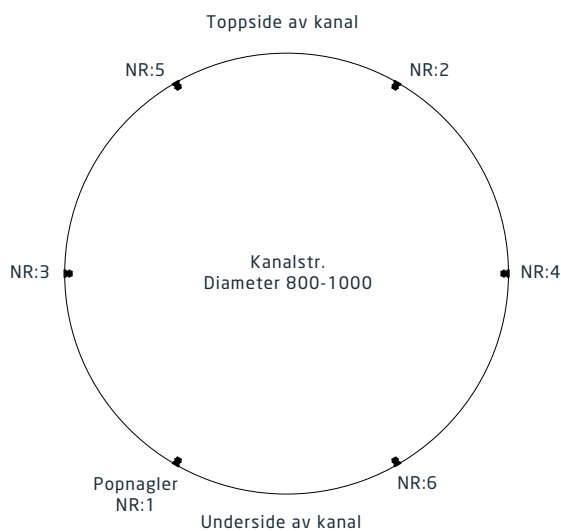 Toppside av kanal
NR:5
NR:2
NR:3
Kanalstr.
Diameter 800-1000
NR:4
Popnagler
NR:1
NR:6
Underside av kanal